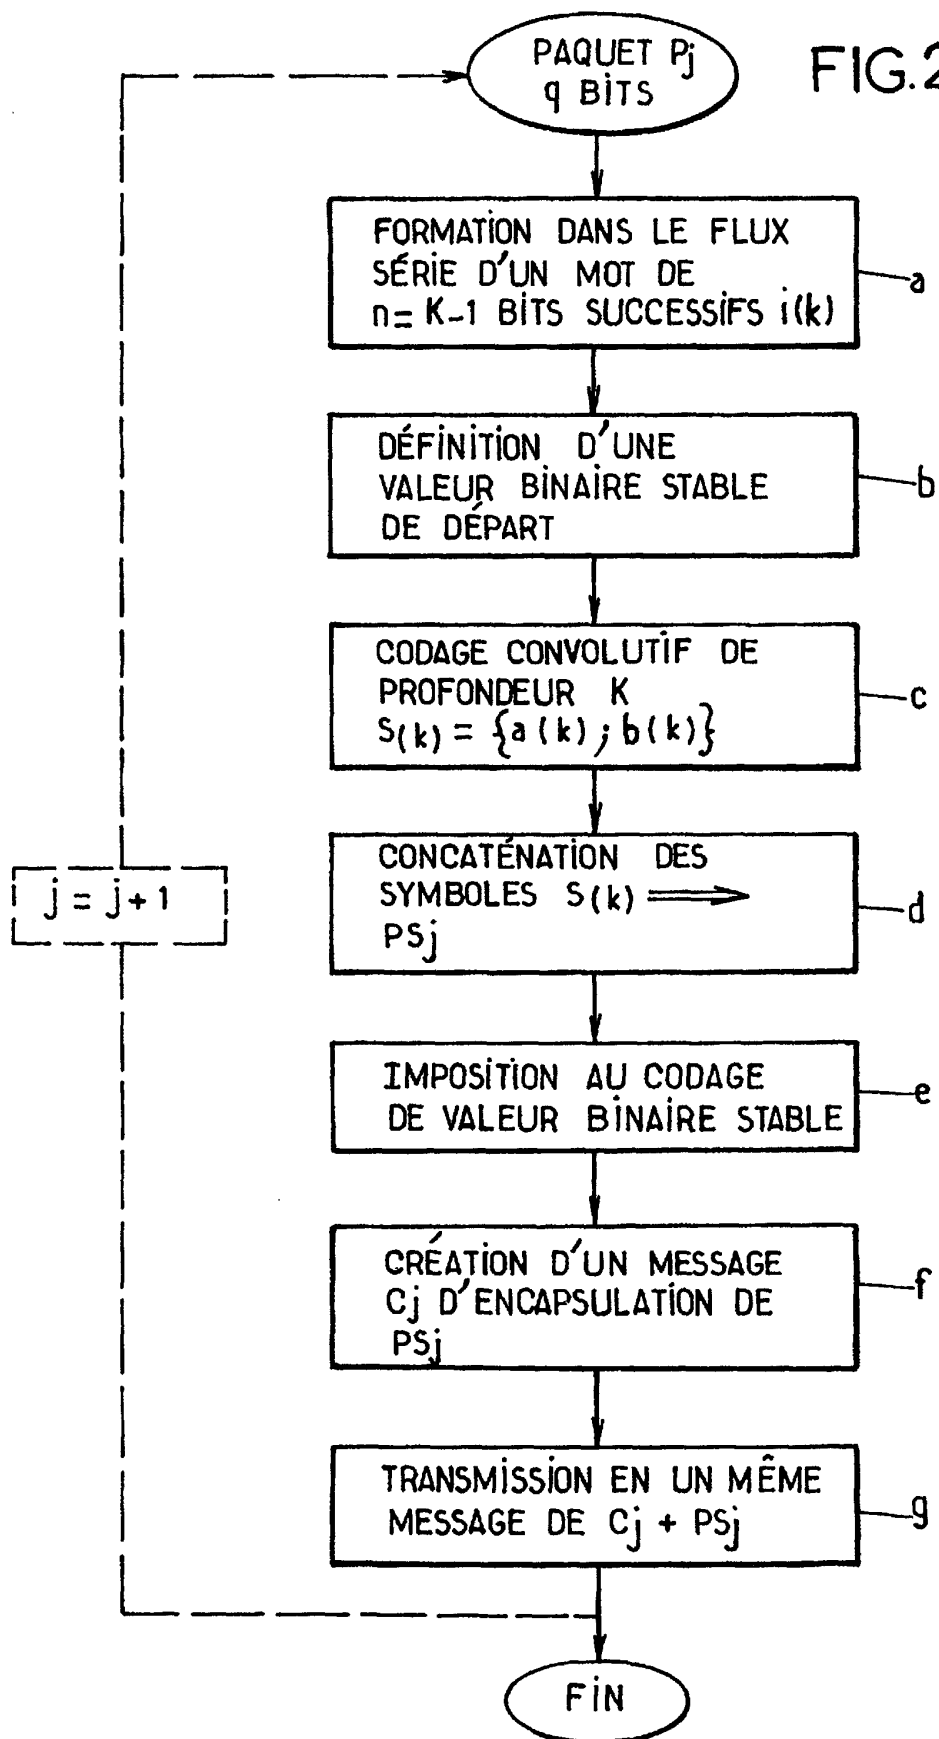 PAQUET Pj
q BITS
FIG.2
FORMATION DANS LE FLUX
SÉRIE D'UN MOT DE
n = K-1 BITS SUCCESSIFS i(k)
a
DÉFINITION D'UNE
VALEUR BINAIRE STABLE
DE DÉPART
b
CODAGE CONVOLUTIF DE
PROFONDEUR K
S(k) = {a(k); b(k)}
c
CONCATÉNATION DES
SYMBOLES S(k) ⟹
PSj
d
j = j+1
IMPOSITION AU CODAGE
DE VALEUR BINAIRE STABLE
e
CRÉATION D'UN MESSAGE
Cj D'ENCAPSULATION DE
PSj
f
TRANSMISSION EN UN MÊME
MESSAGE DE Cj + PSj
g
FIN